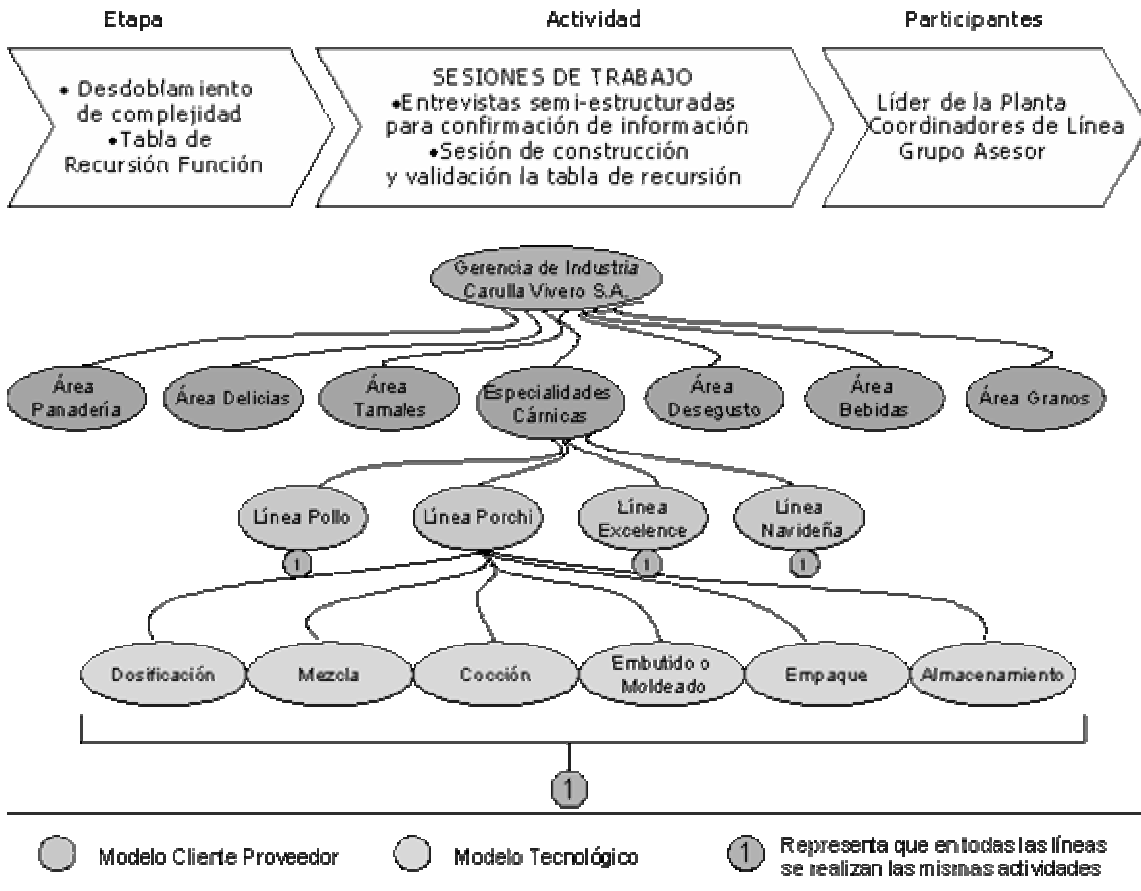 Etapa
Actividad
Participantes
• Desdoblamiento
de complejidad
• Tabla de
Recursión Función
SESIONES DE TRABAJO
• Entrevistas semi-estructuradas
para confirmación de información
• Sesión de construcción
y validación la tabla de recursión
Líder de la Planta
Coordinadores de Línea
Grupo Asesor
Gerencia de Industria
Carulla Vivero S.A.
Área
Panadería
Área Delicias
Área
Tamales
Especialidades
Cárnicas
Área
Desegusto
Área
Bebidas
Área Granos
Línea Pollo
Línea Porchi
Línea
Excelence
Línea
Navideña
1
1
1
Dosificación
Mezcla
Cocción
Embutido o
Moldeado
Empaque
Almacenamiento
1
Modelo Cliente Proveedor
Modelo Tecnológico
1
Representa que en todas las líneas
se realizan las mismas actividades